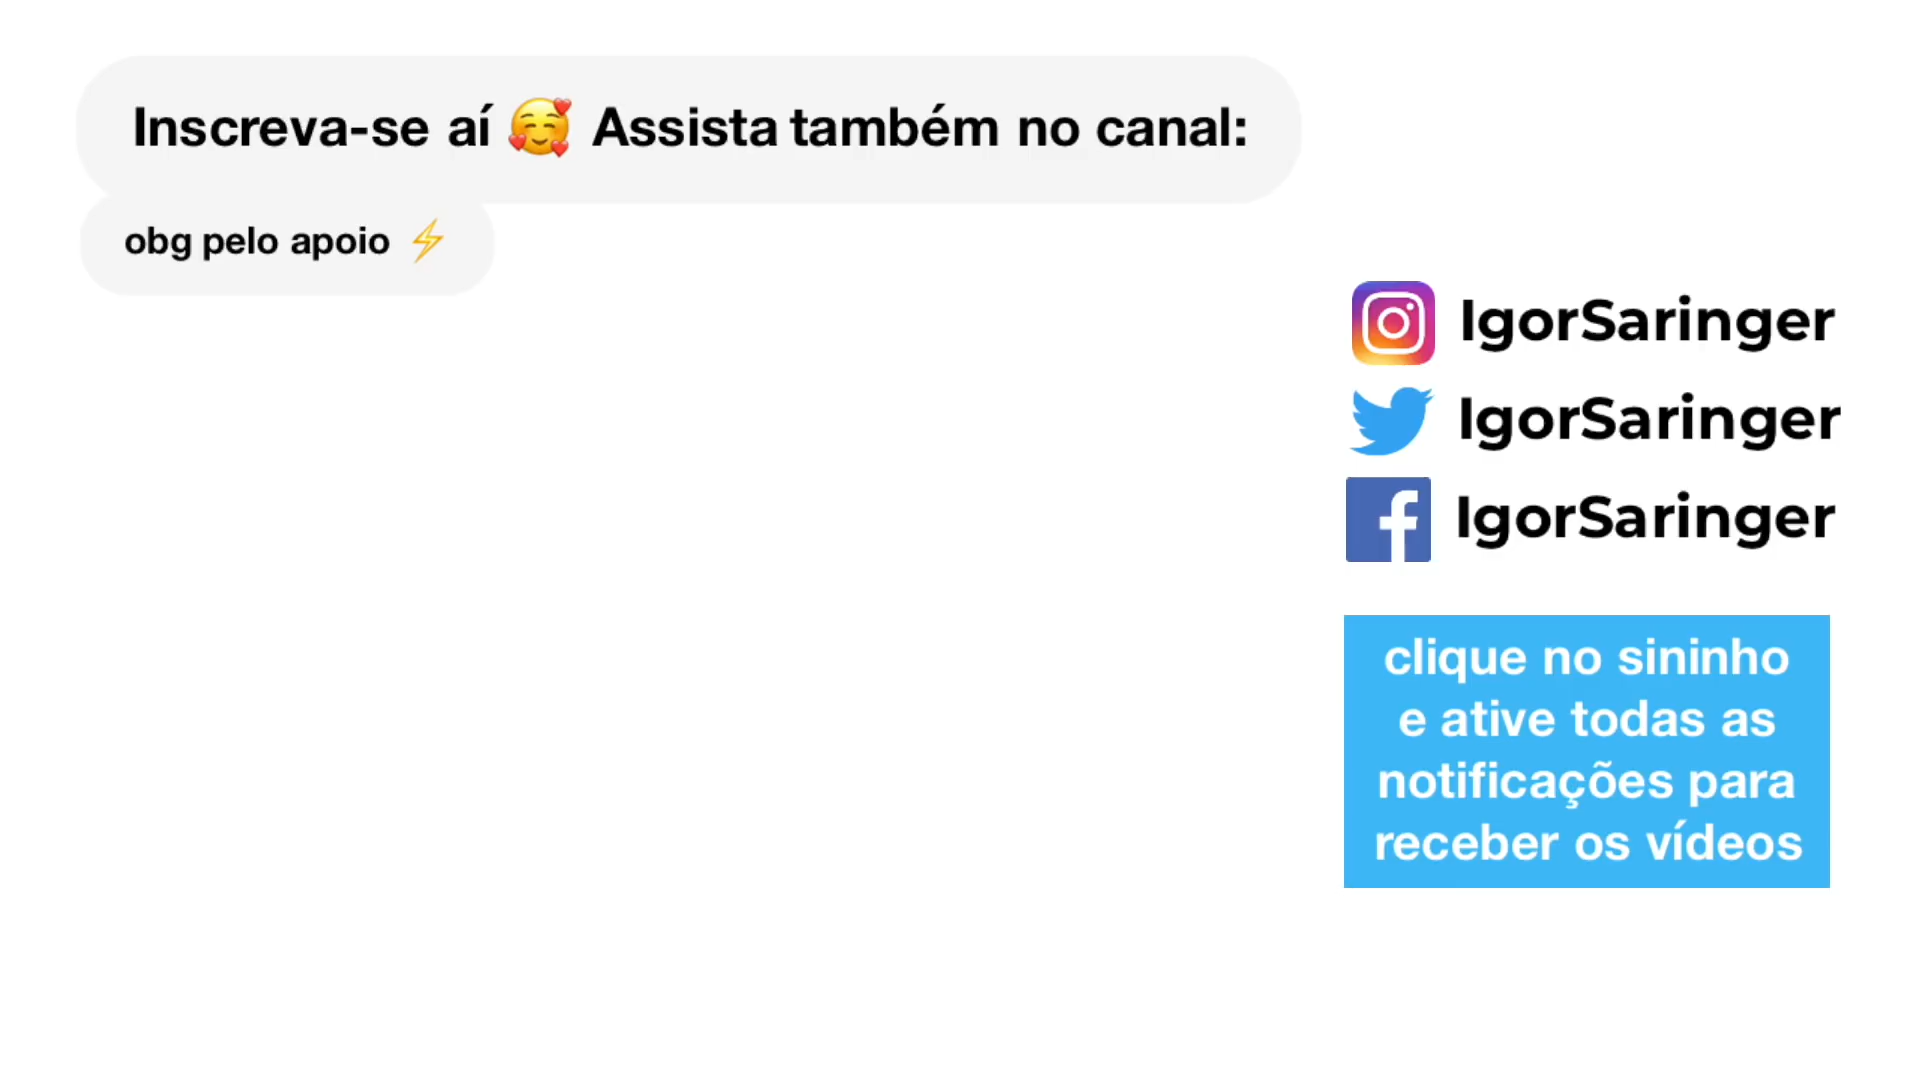 Inscreva-se aí 🥰 Assista também no canal:
obg pelo apoio ⚡
IgorSaringer
IgorSaringer
IgorSaringer
clique no sininho
e ative todas as
notificações para
receber os vídeos